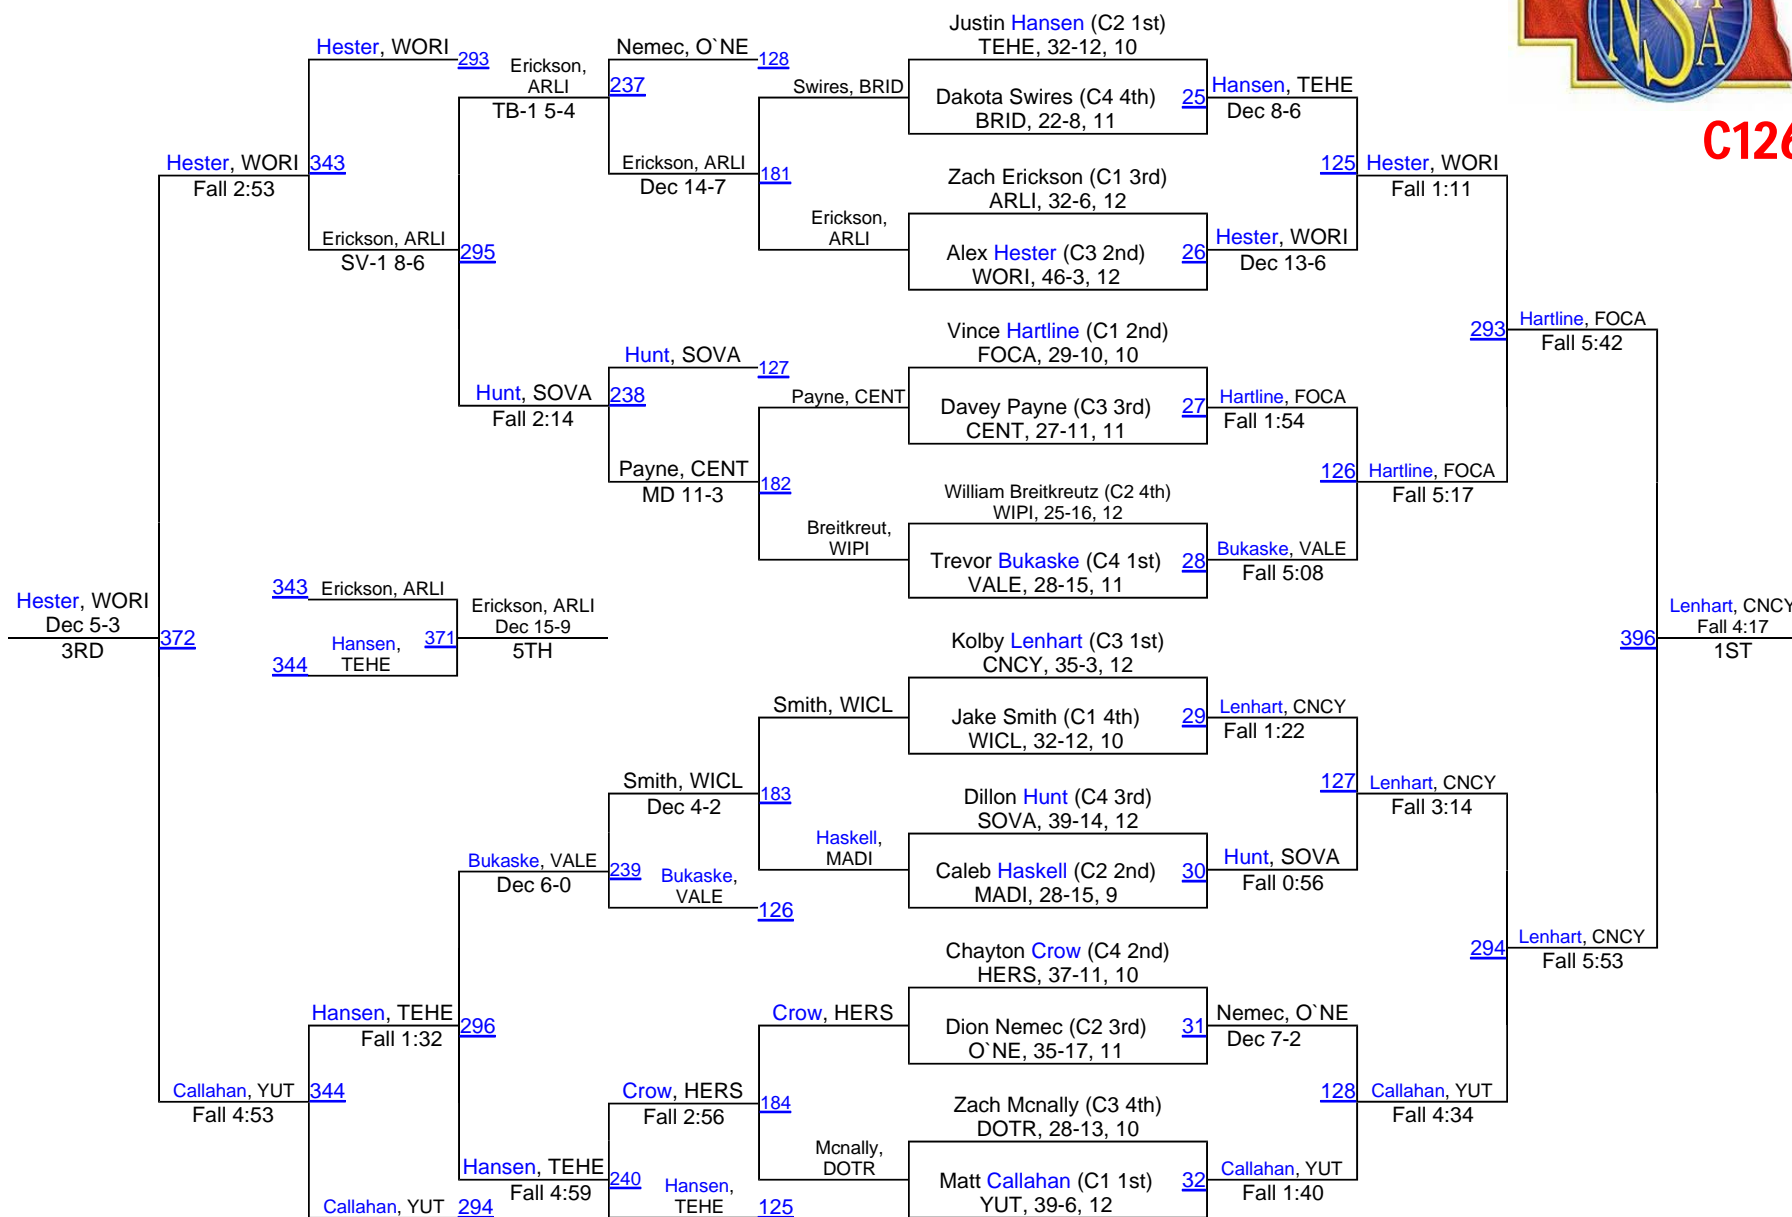 Justin Hansen (C2 1st)
TEHE, 32-12, 10
Hester, WORI
293
Nemec, O`NE
128
Erickson,
ARLI
237
TB-1 5-4
Swires, BRID
Dakota Swires (C4 4th)
BRID, 22-8, 11
25
Hansen, TEHE
Dec 8-6
NSAA
C126
Hester, WORI
343
Fall 2:53
Erickson, ARLI
181
Dec 14-7
Zach Erickson (C1 3rd)
ARLI, 32-6, 12
125
Hester, WORI
Fall 1:11
Erickson, ARLI
295
SV-1 8-6
Erickson,
ARLI
Alex Hester (C3 2nd)
WORI, 46-3, 12
26
Hester, WORI
Dec 13-6
Vince Hartline (C1 2nd)
FOCA, 29-10, 10
293
Hartline, FOCA
Fall 5:42
Hunt, SOVA
127
Hunt, SOVA
238
Fall 2:14
Payne, CENT
Davey Payne (C3 3rd)
CENT, 27-11, 11
27
Hartline, FOCA
Fall 1:54
Payne, CENT
182
MD 11-3
William Breitkreutz (C2 4th)
WIPI, 25-16, 12
126
Hartline, FOCA
Fall 5:17
Breitkreut,
WIPI
Trevor Bukaske (C4 1st)
VALE, 28-15, 11
28
Bukaske, VALE
Fall 5:08
Hester, WORI
Dec 5-3
3RD
372
343
Erickson, ARLI
Hansen,
TEHE
344
371
Erickson, ARLI
Dec 15-9
5TH
Kolby Lenhart (C3 1st)
CNCY, 35-3, 12
396
Lenhart, CNCY
Fall 4:17
1ST
Smith, WICL
Jake Smith (C1 4th)
WICL, 32-12, 10
29
Lenhart, CNCY
Fall 1:22
Smith, WICL
183
Dec 4-2
Dillon Hunt (C4 3rd)
SOVA, 39-14, 12
127
Lenhart, CNCY
Fall 3:14
Bukaske, VALE
239
Dec 6-0
Bukaske,
VALE
126
Haskell,
MADI
Caleb Haskell (C2 2nd)
MADI, 28-15, 9
30
Hunt, SOVA
Fall 0:56
Chayton Crow (C4 2nd)
HERS, 37-11, 10
294
Lenhart, CNCY
Fall 5:53
Hansen, TEHE
296
Fall 1:32
Crow, HERS
Dion Nemec (C2 3rd)
O`NE, 35-17, 11
31
Nemec, O`NE
Dec 7-2
Callahan, YUT
344
Fall 4:53
Crow, HERS
184
Fall 2:56
Zach Mcnally (C3 4th)
DOTR, 28-13, 10
128
Callahan, YUT
Fall 4:34
Hansen, TEHE
240
Fall 4:59
Callahan, YUT
294
Hansen,
TEHE
125
Mcnally,
DOTR
Matt Callahan (C1 1st)
YUT, 39-6, 12
32
Callahan, YUT
Fall 1:40